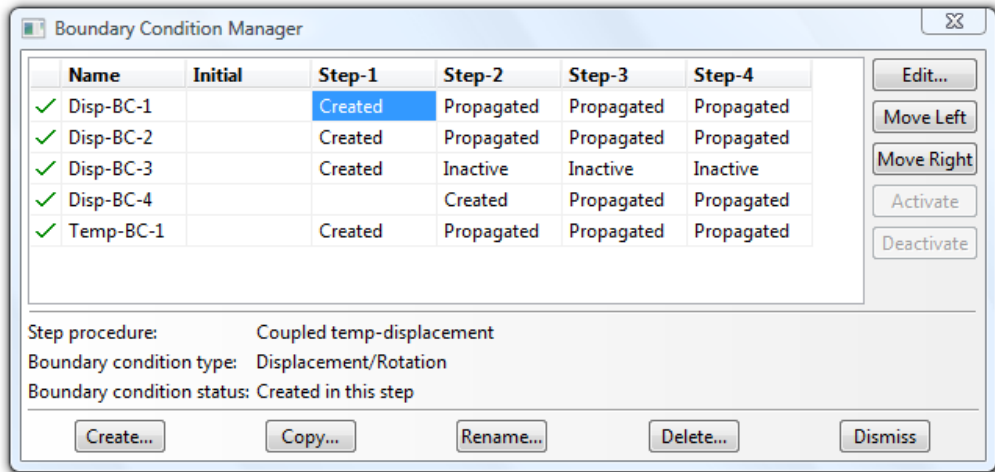 Boundary Condition Manager
Name Initial Step-1 Step-2 Step-3 Step-4 Edit...
Disp-BC-1 Created Propagated Propagated Propagated Move Left
Disp-BC-2 Created Propagated Propagated Propagated
Disp-BC-3 Created Inactive Inactive Inactive Move Right
Disp-BC-4 Created Propagated Propagated Activate
Temp-BC-1 Created Propagated Propagated Propagated Deactivate
Step procedure: Coupled temp-displacement
Boundary condition type: Displacement/Rotation
Boundary condition status: Created in this step
Create... Copy... Rename... Delete... Dismiss